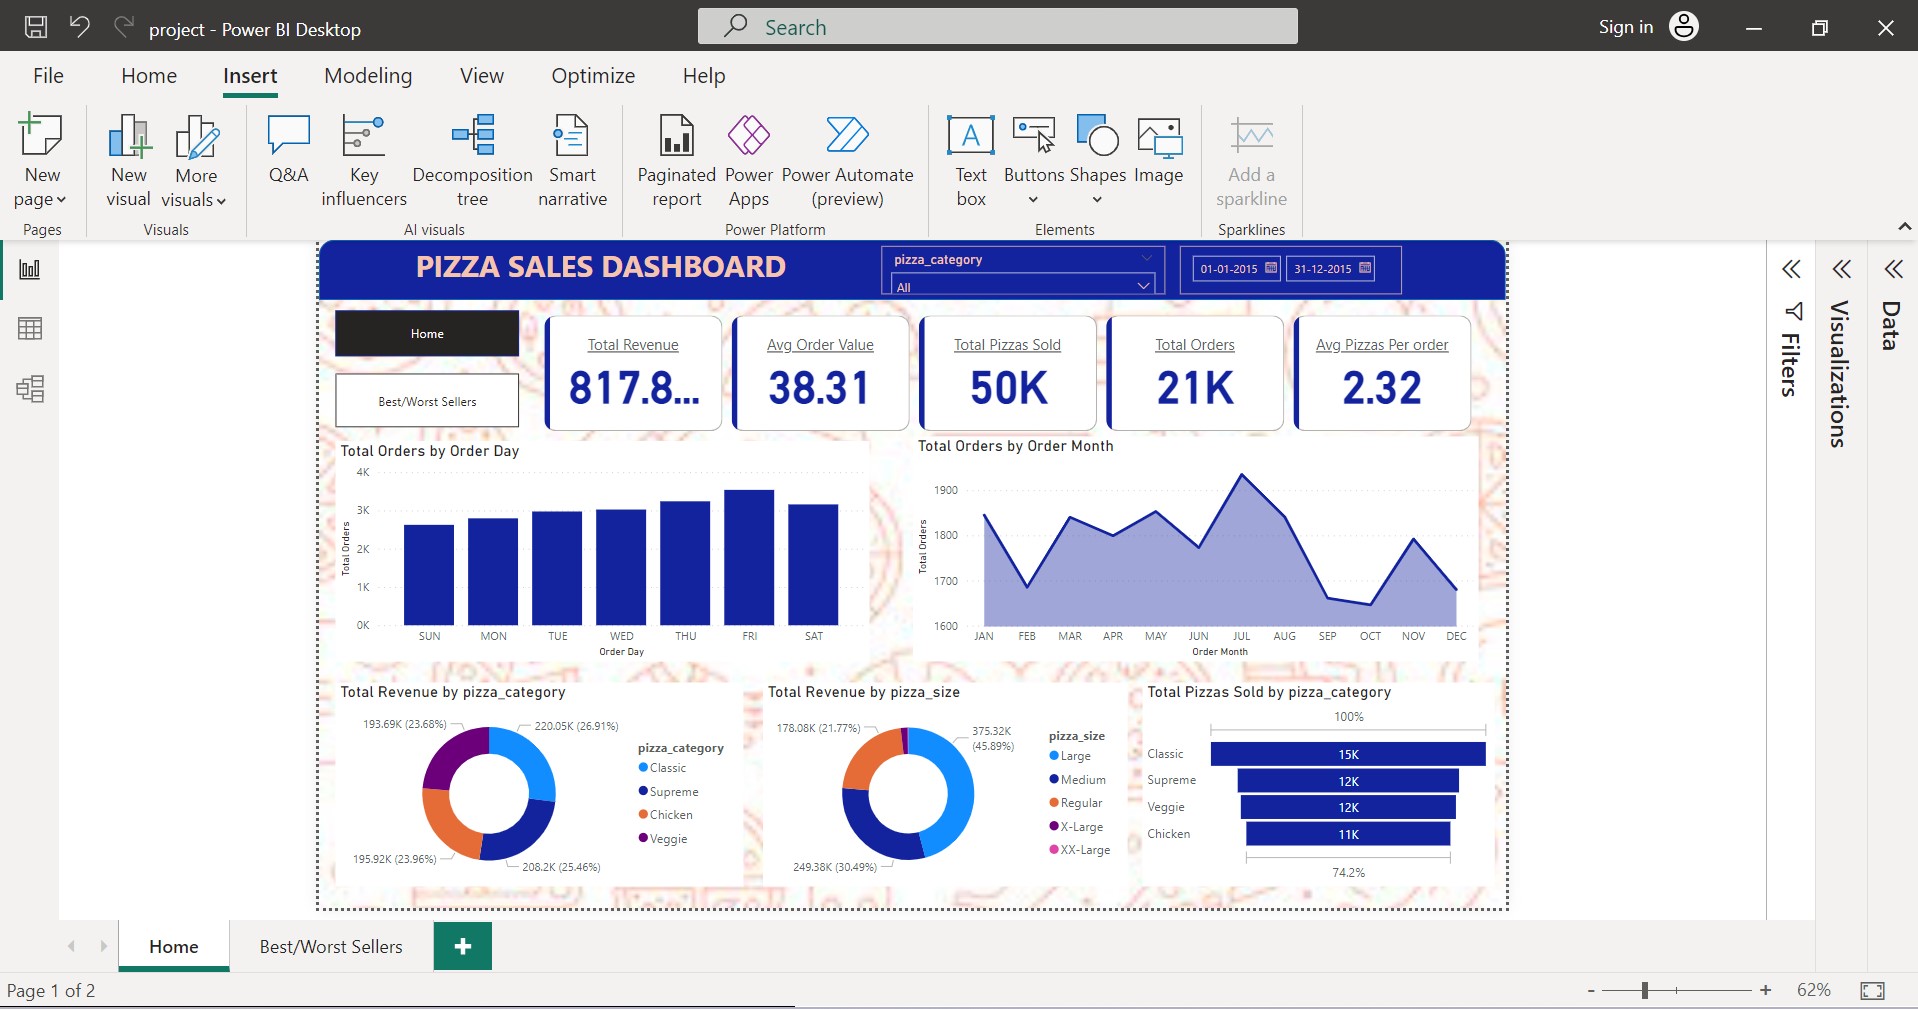 project - Power BI Desktop
Search
Sign in
File Home Insert Modeling View Optimize Help
New page
New visual
More visuals
Q&A
Key influencers
Decomposition tree
Smart narrative
Paginated report
Power Apps
Power Automate (preview)
Text box
Buttons
Shapes
Image
Add a sparkline
Pages
Visuals
AI visuals
Power Platform
Elements
Sparklines
PIZZA SALES DASHBOARD
pizza_category
All
01-01-2015
31-12-2015
Home
Best/Worst Sellers
Total Revenue
817.8...
Avg Order Value
38.31
Total Pizzas Sold
50K
Total Orders
21K
Avg Pizzas Per order
2.32
Total Orders by Order Day
4K
3K
2K
1K
0K
Total Orders
SUN MON TUE WED THU FRI SAT
Order Day
Total Orders by Order Month
1900
1800
1700
1600
Total Orders
JAN FEB MAR APR MAY JUN JUL AUG SEP OCT NOV DEC
Order Month
Total Revenue by pizza_category
193.69K (23.68%)
220.05K (26.91%)
195.92K (23.96%)
208.2K (25.46%)
pizza_category
Classic
Supreme
Chicken
Veggie
Total Revenue by pizza_size
178.08K (21.77%)
375.32K
(45.89%)
249.38K (30.49%)
pizza_size
Large
Medium
Regular
X-Large
XX-Large
Total Pizzas Sold by pizza_category
100%
Classic 15K
Supreme 12K
Veggie 12K
Chicken 11K
74.2%
Filters
Visualizations
Data
Home
Best/Worst Sellers
Page 1 of 2
- + 62%